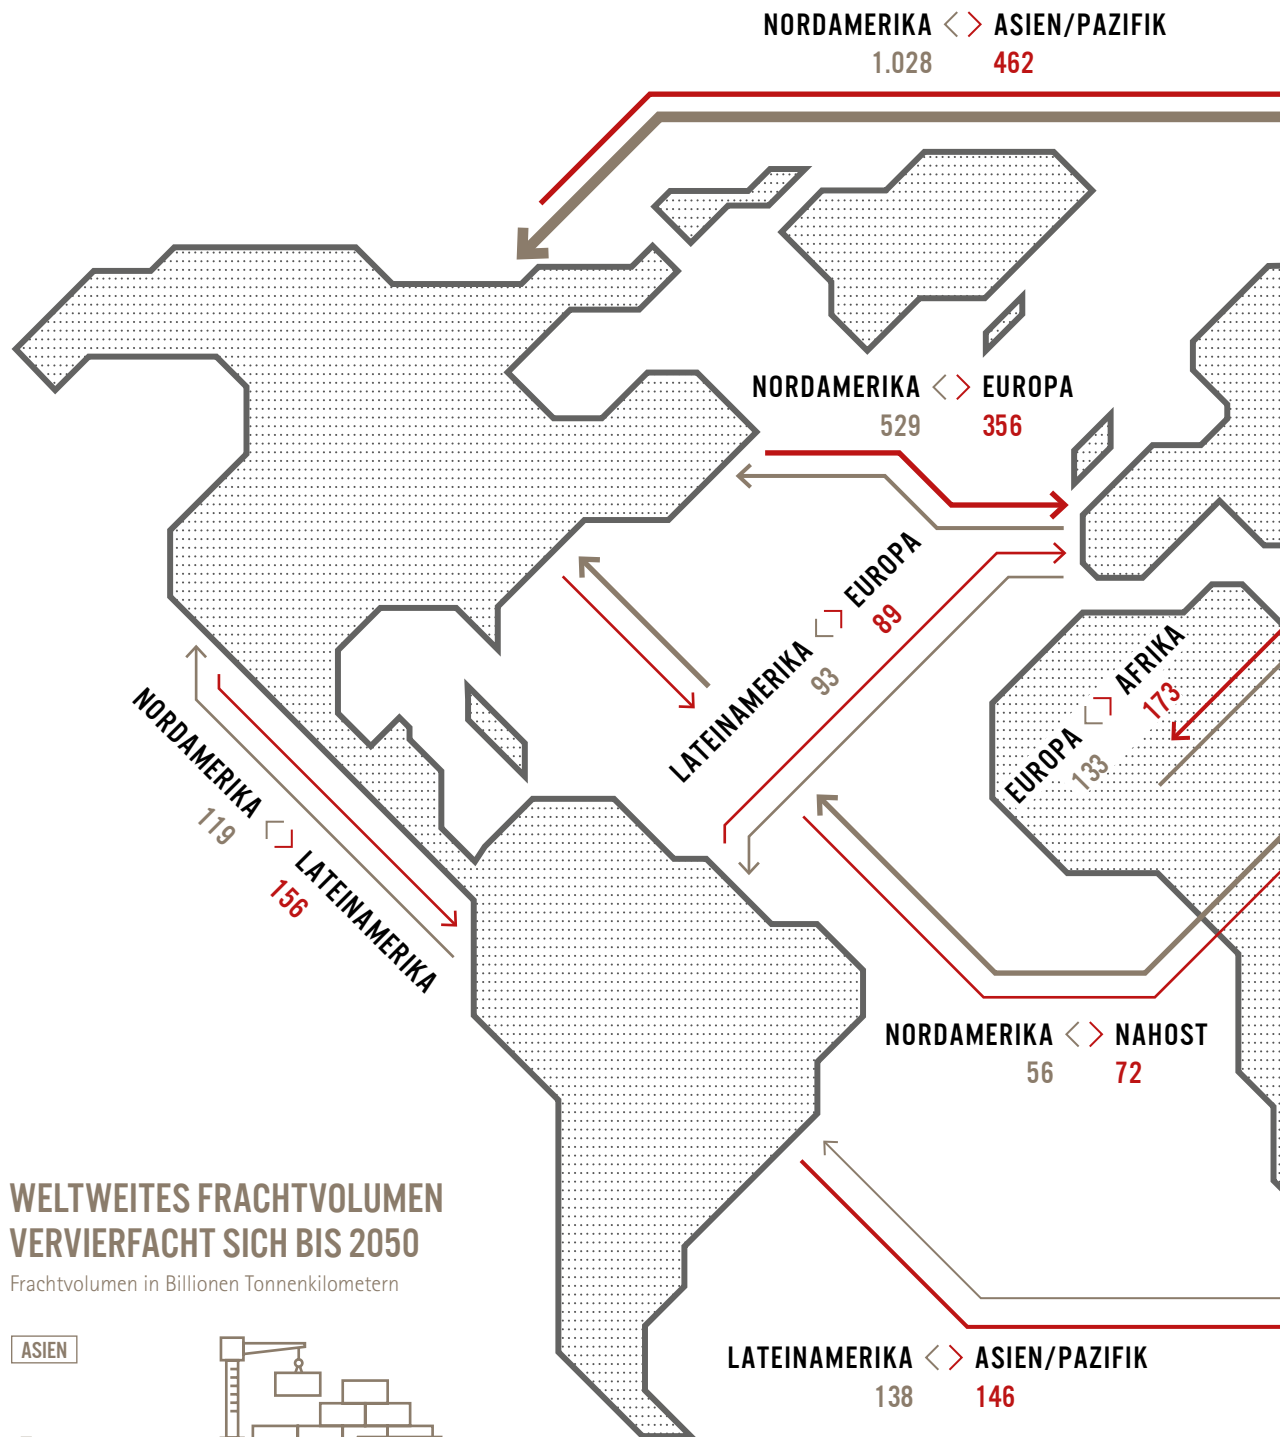 NORDAMERIKA <> ASIEN/PAZIFIK
1.028 462
NORDAMERIKA <> EUROPA
529 356
LATEINAMERIKA <> EUROPA
93 89
EUROPA <> AFRIKA
133 173
NORDAMERIKA <> LATEINAMERIKA
119 156
NORDAMERIKA <> NAHOST
56 72
WELTWEITES FRACHTVOLUMEN
VERVIERFACHT SICH BIS 2050
Frachtvolumen in Billionen Tonnenkilometern
ASIEN
LATEINAMERIKA <> ASIEN/PAZIFIK
138 146